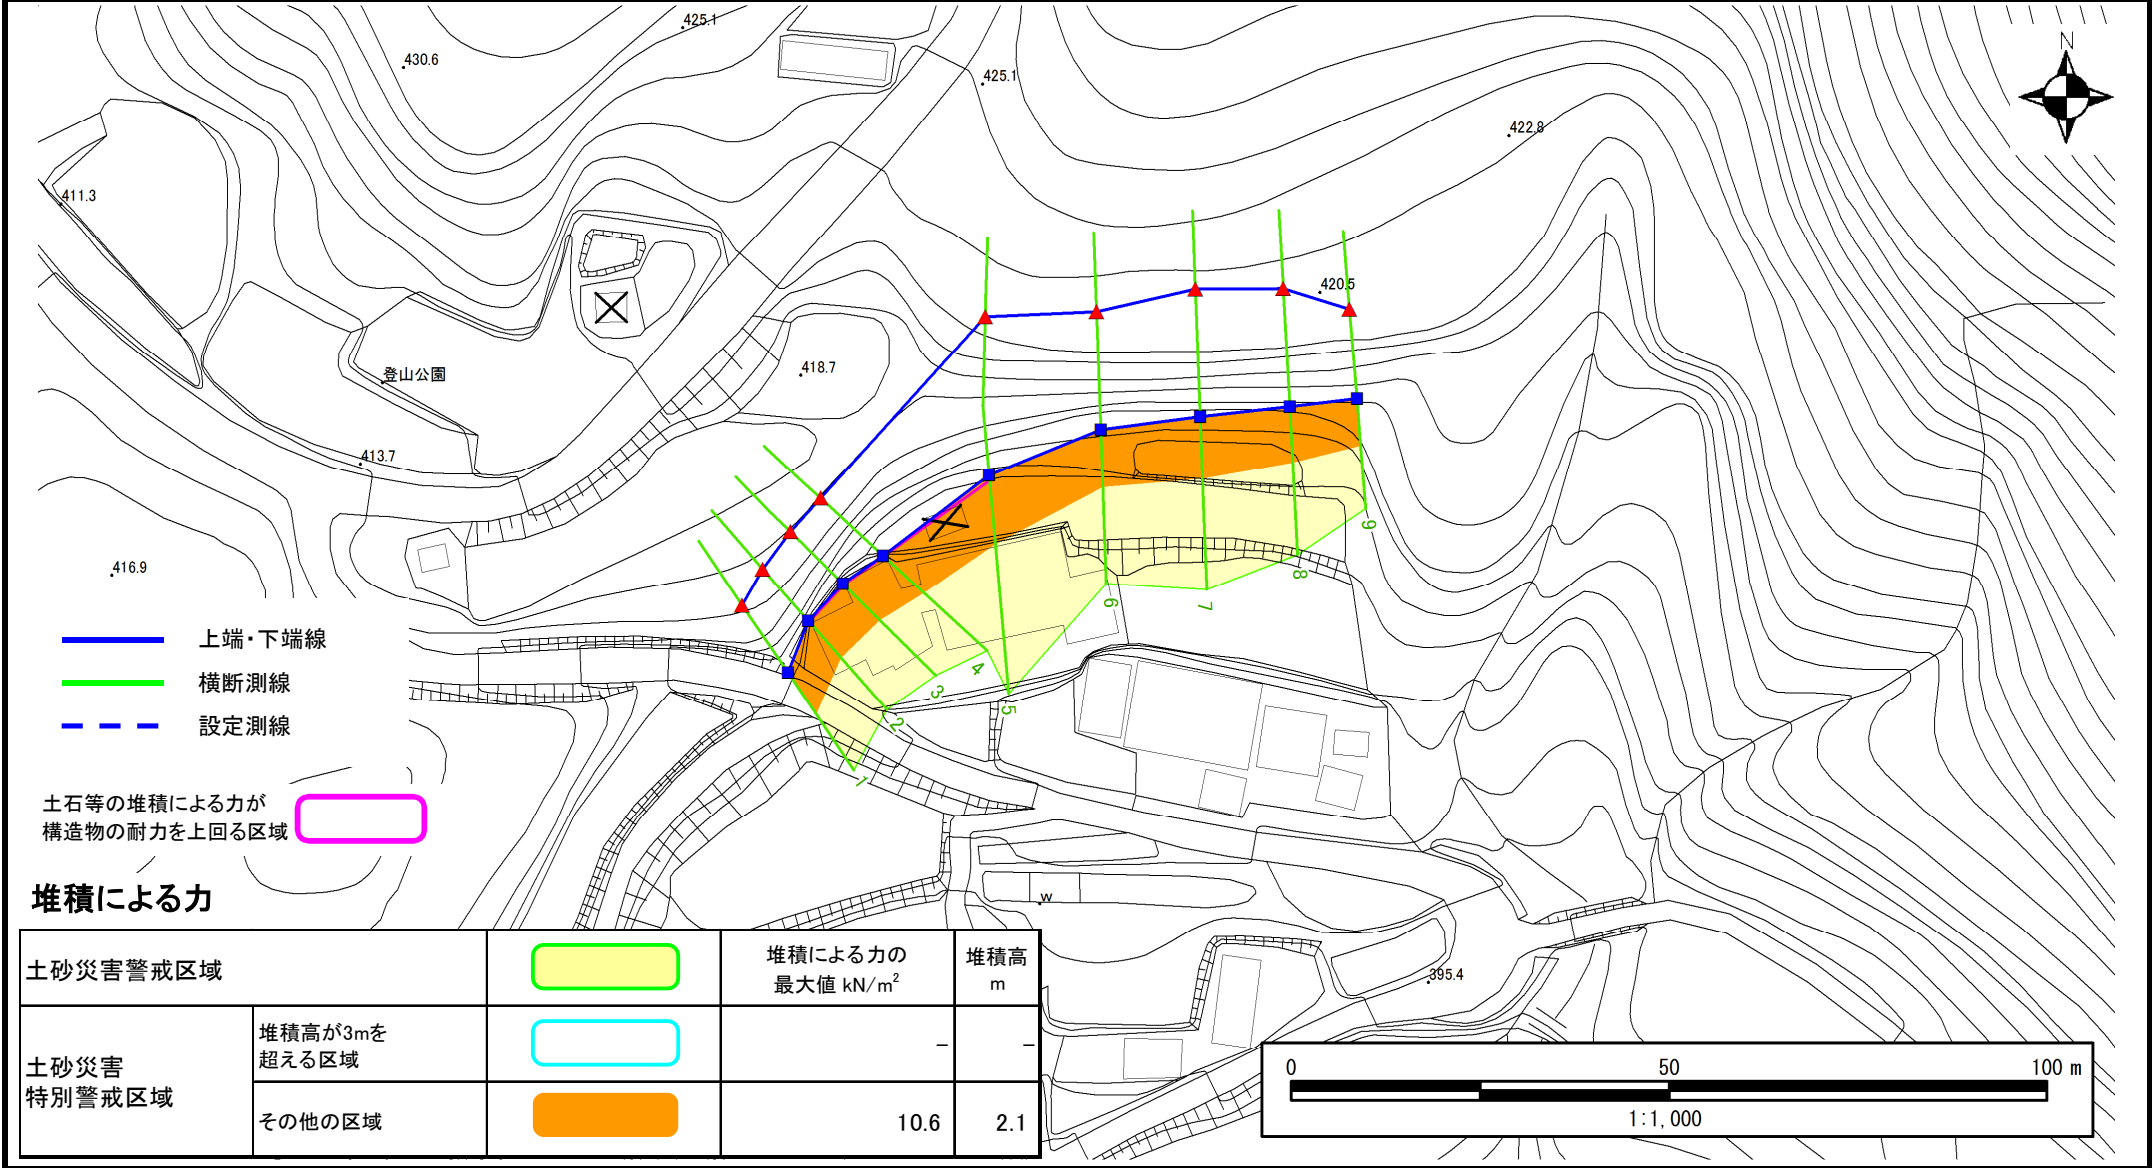 425.1
430.6
425.1
N
422.8
411.3
420.5
登山公園
418.7
413.7
416.9
9
8
7
6
5
4
3
2
1
上端・下端線
横断測線
設定測線
土石等の堆積による力が
構造物の耐力を上回る区域
堆積による力
w
395.4
土砂災害警戒区域
堆積による力の
最大値 kN/m²
堆積高
m
土砂災害
特別警戒区域
堆積高が3mを
超える区域
－
－
その他の区域
10.6
2.1
0 50 100 m
1:1,000